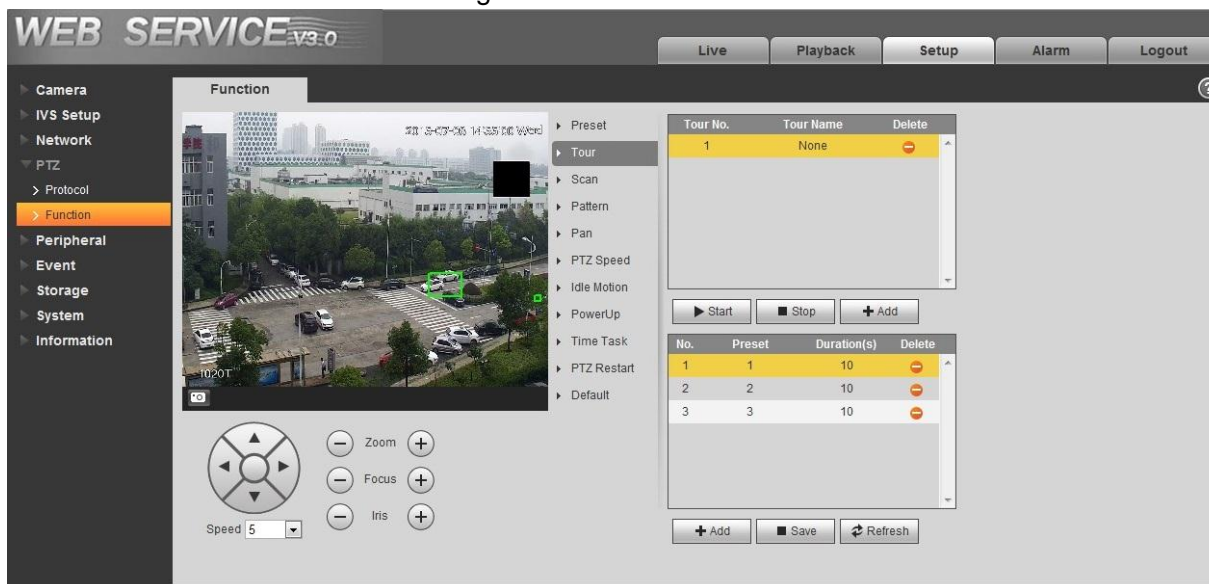 WEB SERVICE V3.0
Live Playback Setup Alarm Logout
Camera
IVS Setup
Network
PTZ
Protocol
Function
Peripheral
Event
Storage
System
Information
Function
1020T
Preset
Tour
Scan
Pattern
Pan
PTZ Speed
Idle Motion
PowerUp
Time Task
PTZ Restart
Default
Zoom
Focus
Iris
Speed 5
Tour No. Tour Name Delete
1 None
Start Stop Add
No. Preset Duration(s) Delete
1 1 10
2 2 10
3 3 10
Add Save Refresh